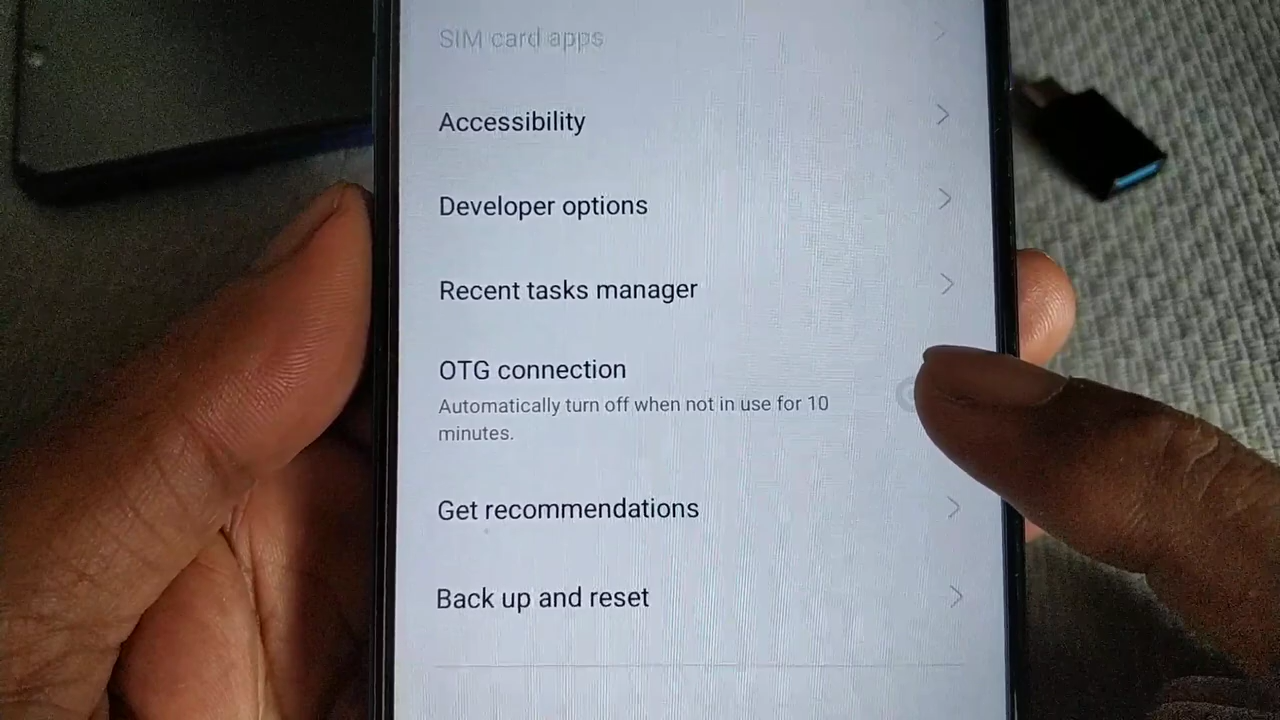 SIM card apps
Accessibility
Developer options
Recent tasks manager
OTG connection
Automatically turn off when not in use for 10
minutes.
Get recommendations
Back up and reset